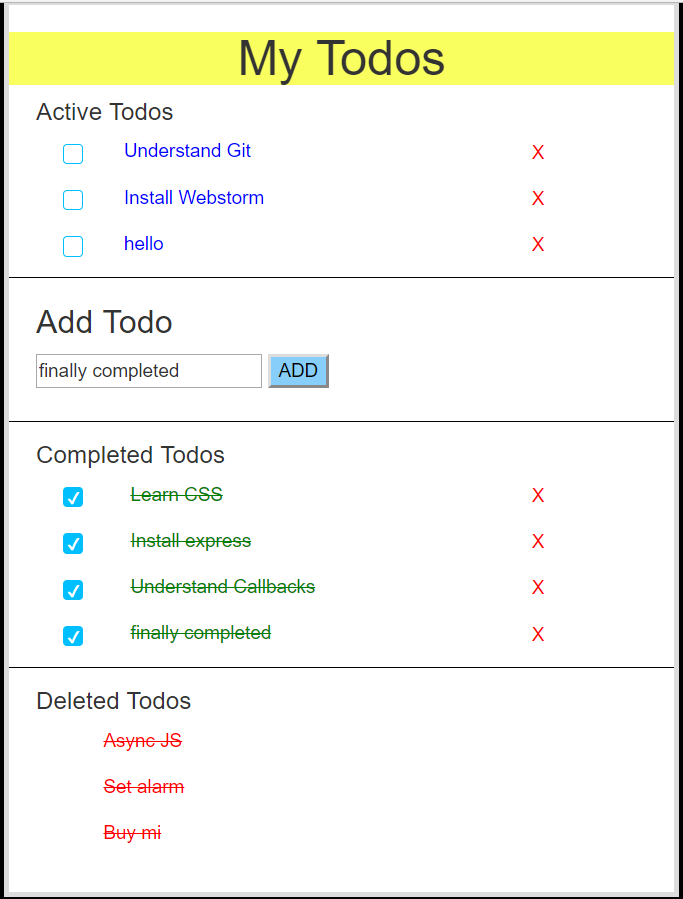 My Todos
Active Todos
Understand Git X
Install Webstorm X
hello X
Add Todo
finally completed ADD
Completed Todos
Learn CSS X
Install express X
Understand Callbacks X
finally completed X
Deleted Todos
Async JS
Set alarm
Buy mi